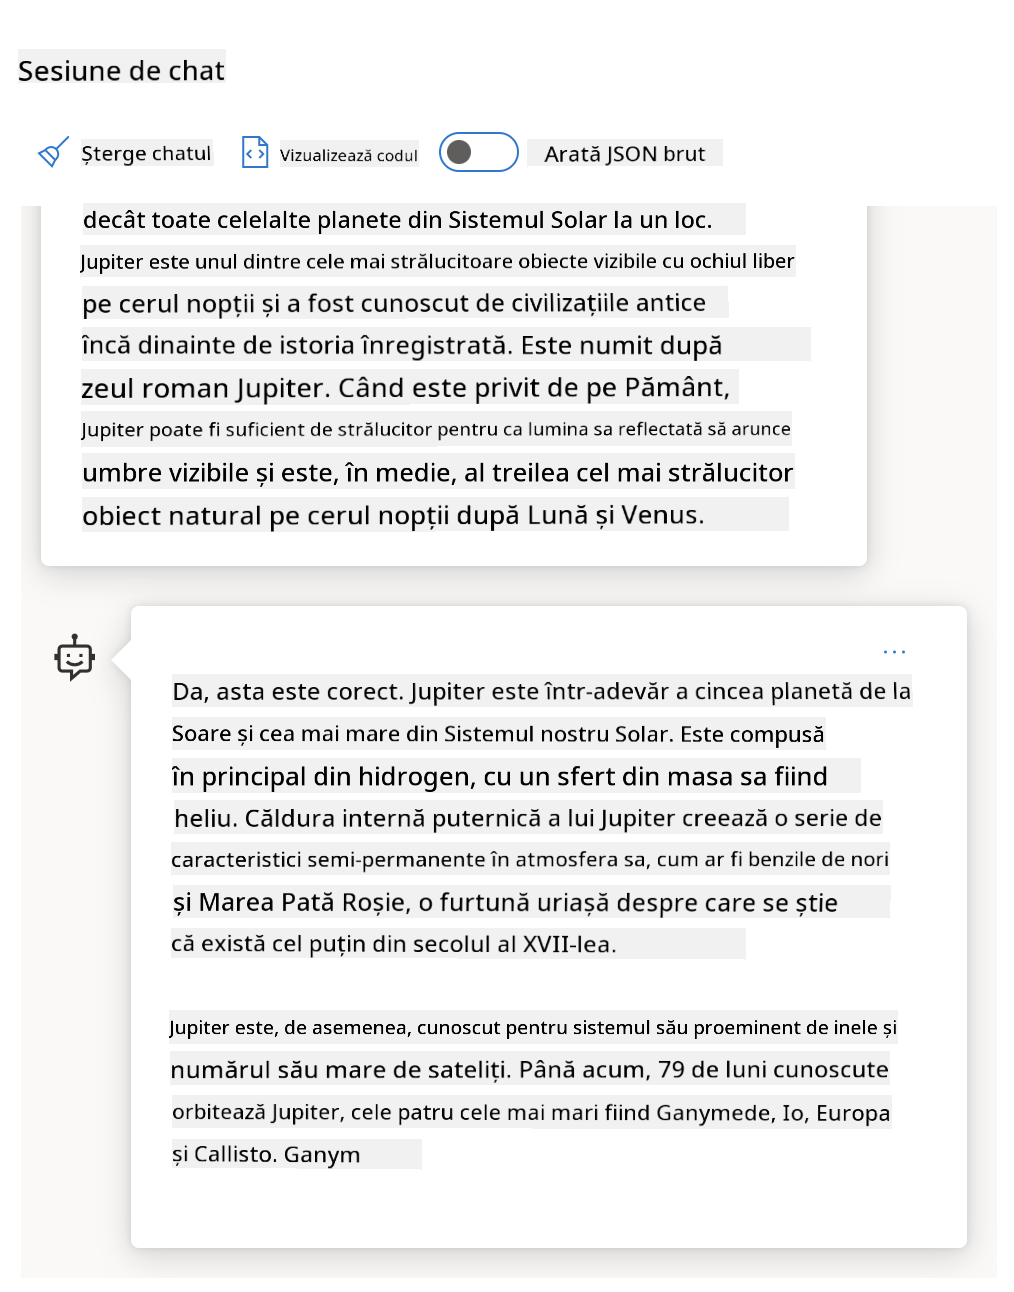 Sesiune de chat
Șterge chatul
Vizualizează codul
Arată JSON brut
decât toate celelalte planete din Sistemul Solar la un loc.
Jupiter este unul dintre cele mai strălucitoare obiecte vizibile cu ochiul liber
pe cerul nopții și a fost cunoscut de civilizațiile antice
încă dinainte de istoria înregistrată. Este numit după
zeul roman Jupiter. Când este privit de pe Pământ,
Jupiter poate fi suficient de strălucitor pentru ca lumina sa reflectată să arunce
umbre vizibile și este, în medie, al treilea cel mai strălucitor
obiect natural pe cerul nopții după Lună și Venus.
Da, asta este corect. Jupiter este într-adevăr a cincea planetă de la
Soare și cea mai mare din Sistemul nostru Solar. Este compusă
în principal din hidrogen, cu un sfert din masa sa fiind
heliu. Căldura internă puternică a lui Jupiter creează o serie de
caracteristici semi-permanente în atmosfera sa, cum ar fi benzile de nori
și Marea Pată Roșie, o furtună uriașă despre care se știe
că există cel puțin din secolul al XVII-lea.
Jupiter este, de asemenea, cunoscut pentru sistemul său proeminent de inele și
numărul său mare de sateliți. Până acum, 79 de luni cunoscute
orbitează Jupiter, cele patru cele mai mari fiind Ganymede, Io, Europa
și Callisto. Ganym